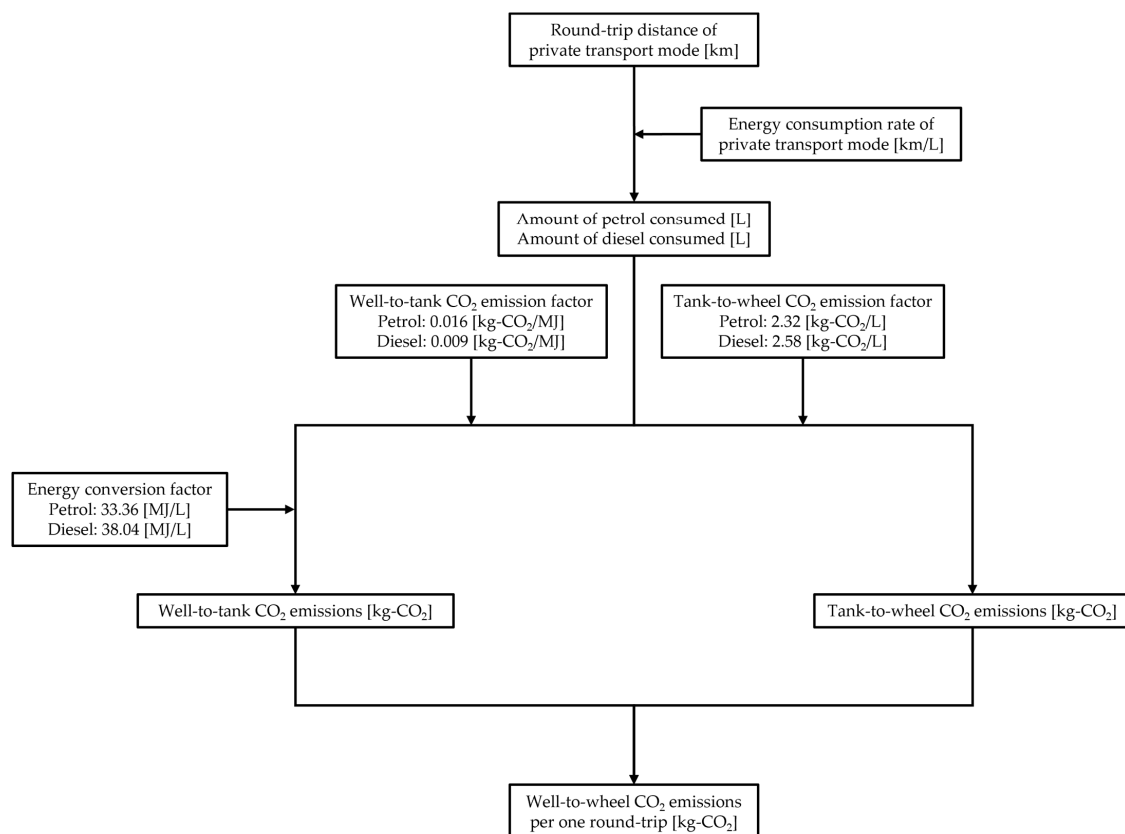 Round-trip distance of
private transport mode [km]
Energy consumption rate of
private transport mode [km/L]
Amount of petrol consumed [L]
Amount of diesel consumed [L]
Well-to-tank CO₂ emission factor
Petrol: 0.016 [kg-CO₂/MJ]
Diesel: 0.009 [kg-CO₂/MJ]
Tank-to-wheel CO₂ emission factor
Petrol: 2.32 [kg-CO₂/L]
Diesel: 2.58 [kg-CO₂/L]
Energy conversion factor
Petrol: 33.36 [MJ/L]
Diesel: 38.04 [MJ/L]
Well-to-tank CO₂ emissions [kg-CO₂]
Tank-to-wheel CO₂ emissions [kg-CO₂]
Well-to-wheel CO₂ emissions
per one round-trip [kg-CO₂]